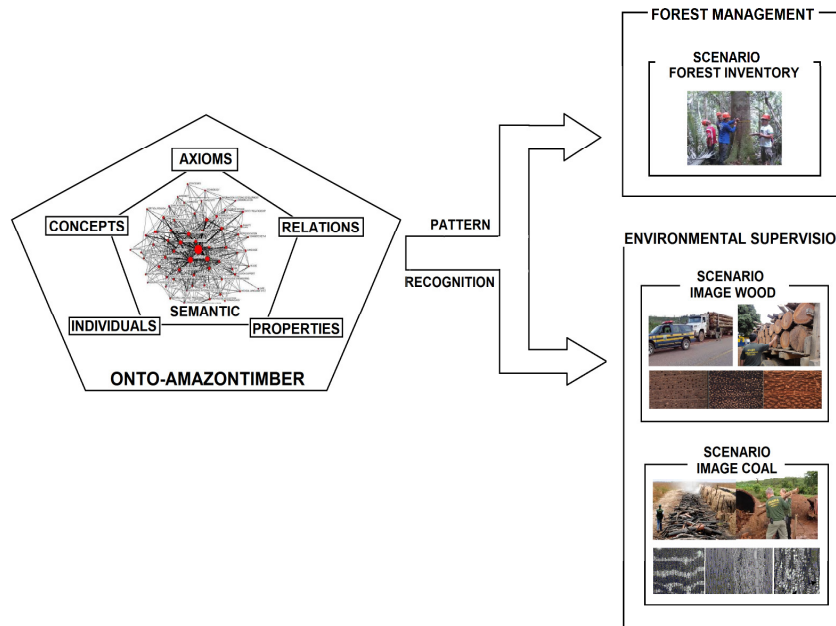 FOREST MANAGEMENT
SCENARIO
FOREST INVENTORY
AXIOMS
CONCEPTS
RELATIONS
SEMANTIC
INDIVIDUALS
PROPERTIES
ONTO-AMAZONTIMBER
PATTERN
RECOGNITION
ENVIRONMENTAL SUPERVISIO
SCENARIO
IMAGE WOOD
SCENARIO
IMAGE COAL